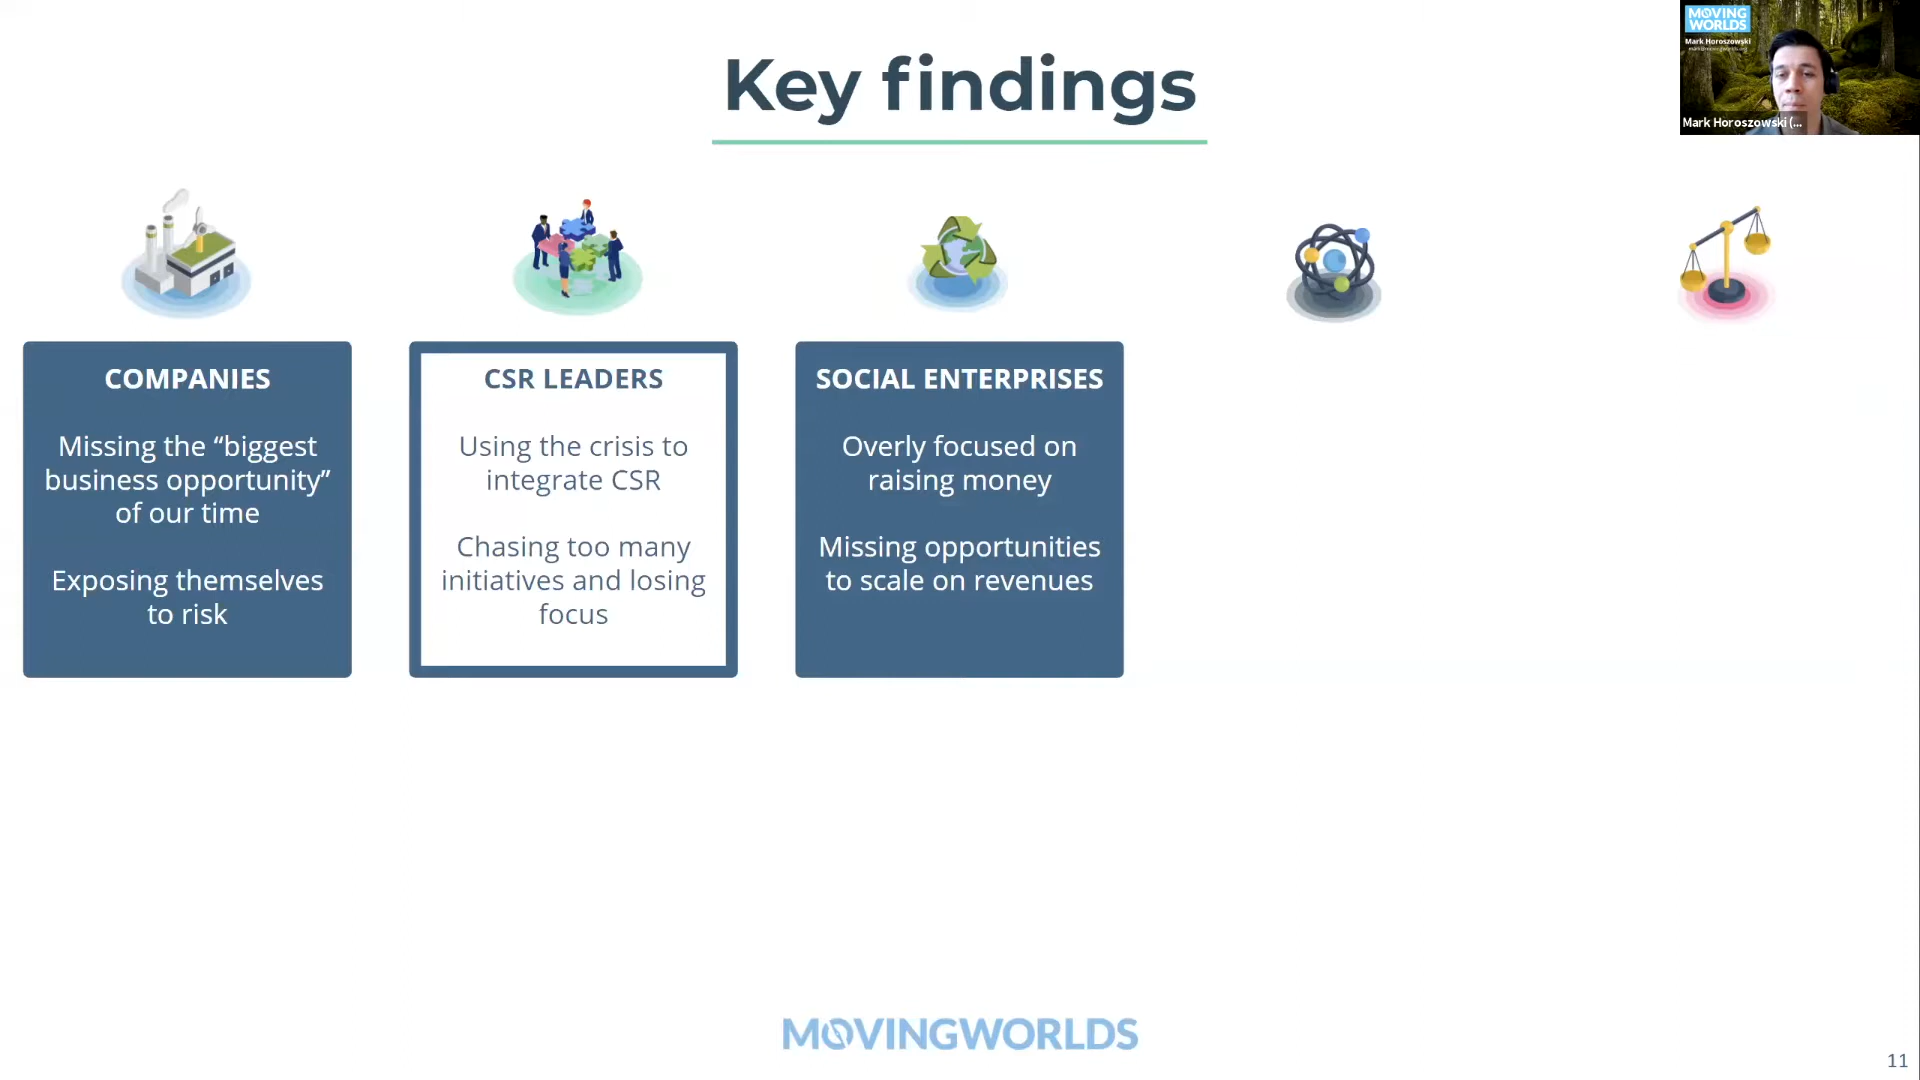 Key findings
MOVING
WORLDS
Mark Horoszowski
Mark Horoszowski (...
COMPANIES
Missing the “biggest
business opportunity”
of our time
Exposing themselves
to risk
CSR LEADERS
Using the crisis to
integrate CSR
Chasing too many
initiatives and losing
focus
SOCIAL ENTERPRISES
Overly focused on
raising money
Missing opportunities
to scale on revenues
MOVINGWORLDS
11